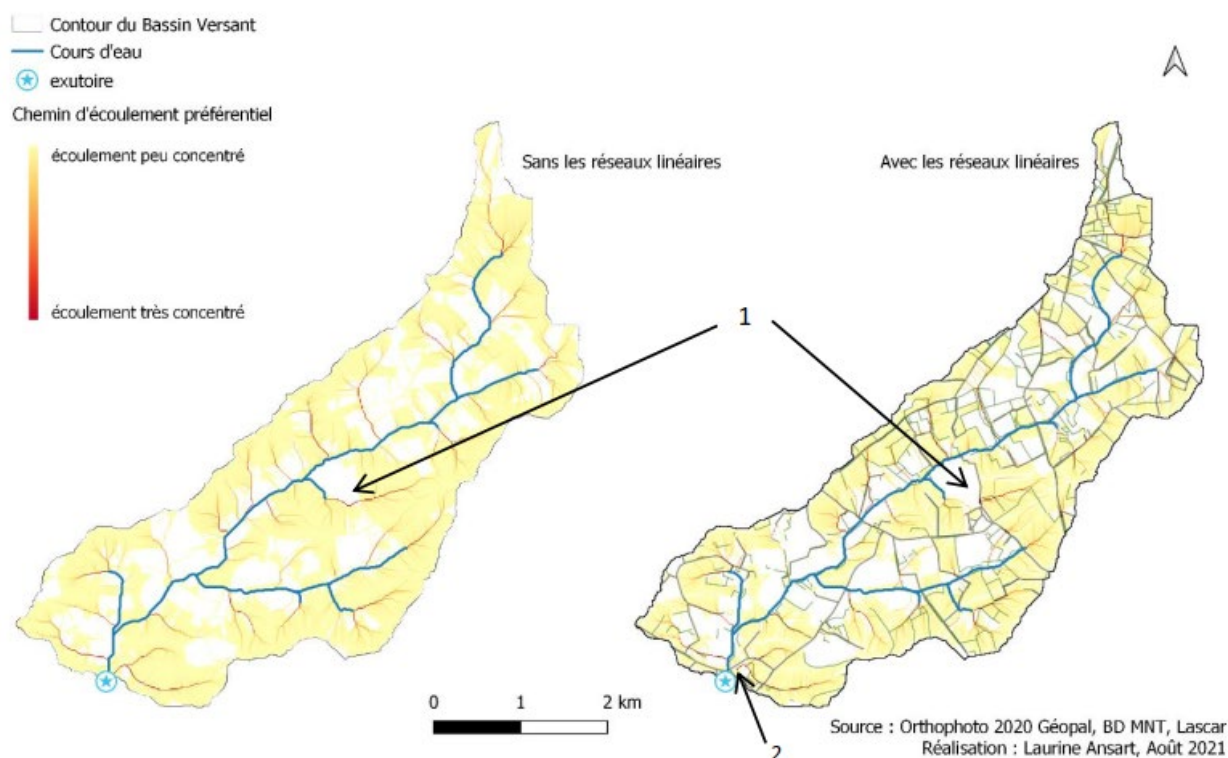 Contour du Bassin Versant
Cours d'eau
exutoire
Chemin d'écoulement préférentiel
écoulement peu concentré
écoulement très concentré
Sans les réseaux linéaires
Avec les réseaux linéaires
1
0 1 2 km
2
Source : Orthophoto 2020 Géopal, BD MNT, Lascar
Réalisation : Laurine Ansart, Août 2021